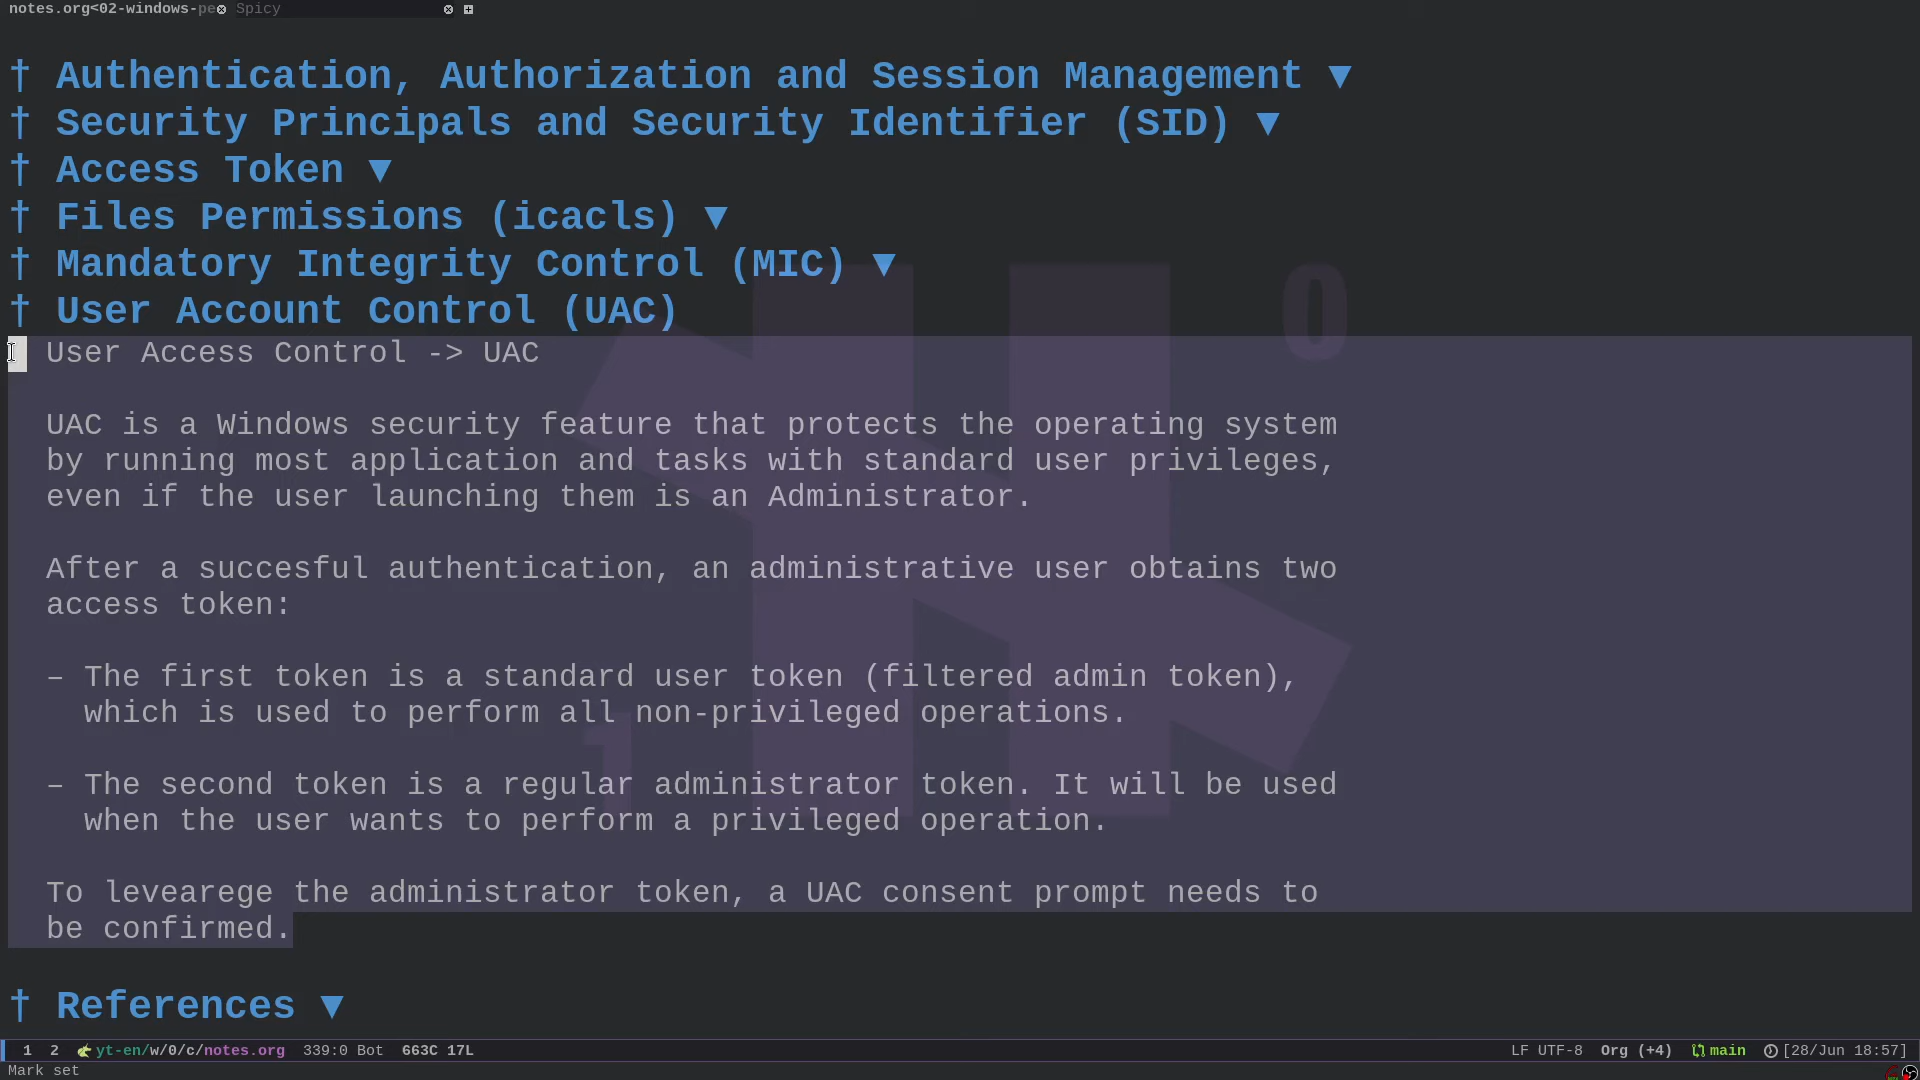 notes.org<02-windows-pe Spicy
† Authentication, Authorization and Session Management ▼
† Security Principals and Security Identifier (SID) ▼
† Access Token ▼
† Files Permissions (icacls) ▼
† Mandatory Integrity Control (MIC) ▼
† User Account Control (UAC)
User Access Control -> UAC
UAC is a Windows security feature that protects the operating system
by running most application and tasks with standard user privileges,
even if the user launching them is an Administrator.
After a succesful authentication, an administrative user obtains two
access token:
– The first token is a standard user token (filtered admin token),
which is used to perform all non-privileged operations.
– The second token is a regular administrator token. It will be used
when the user wants to perform a privileged operation.
To levearege the administrator token, a UAC consent prompt needs to
be confirmed.
† References ▼
1 2 yt-en/w/0/c/notes.org 339:0 Bot 663C 17L LF UTF-8 Org (+4) main [28/Jun 18:57]
Mark set
0
1